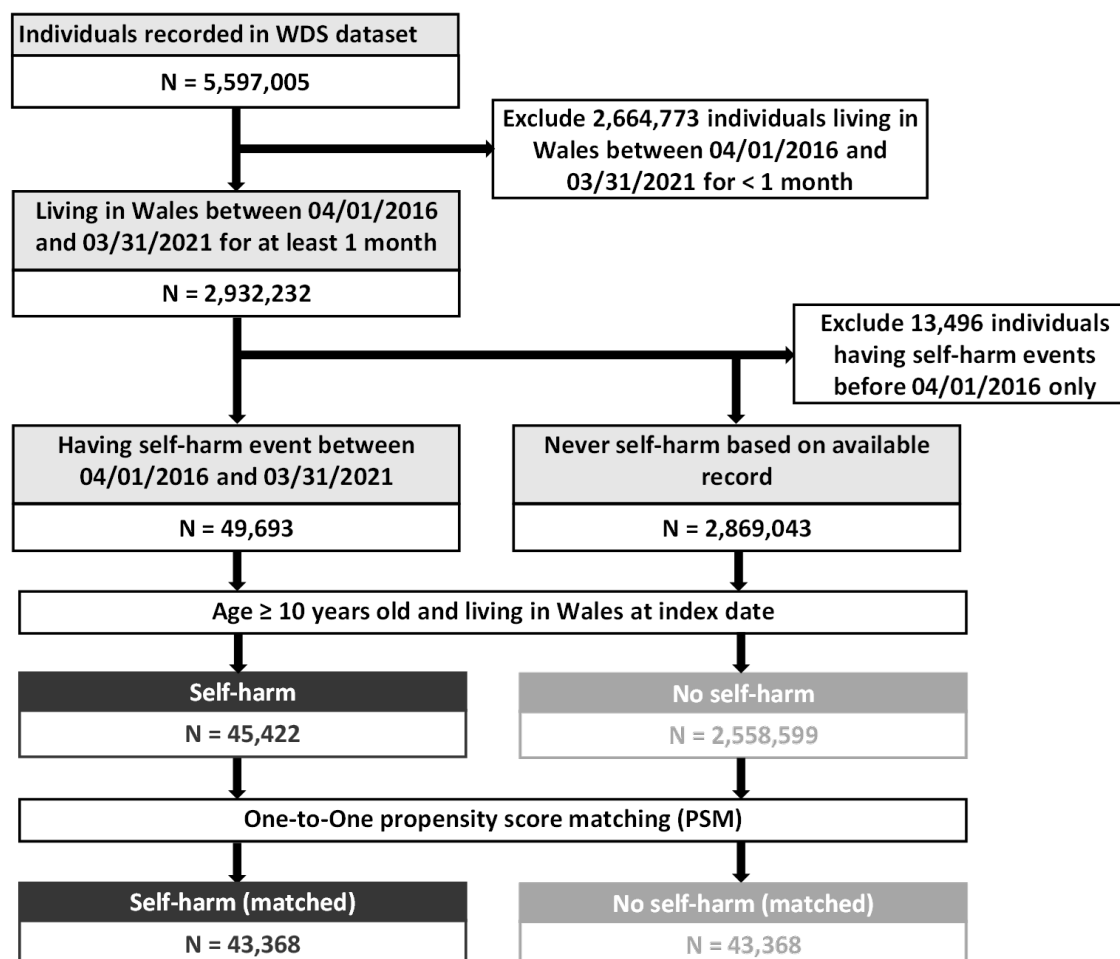 Individuals recorded in WDS dataset
N = 5,597,005
Exclude 2,664,773 individuals living in
Wales between 04/01/2016 and
03/31/2021 for < 1 month
Living in Wales between 04/01/2016
and 03/31/2021 for at least 1 month
N = 2,932,232
Exclude 13,496 individuals
having self-harm events
before 04/01/2016 only
Having self-harm event between
04/01/2016 and 03/31/2021
N = 49,693
Never self-harm based on available
record
N = 2,869,043
Age ≥ 10 years old and living in Wales at index date
Self-harm
N = 45,422
No self-harm
N = 2,558,599
One-to-One propensity score matching (PSM)
Self-harm (matched)
N = 43,368
No self-harm (matched)
N = 43,368